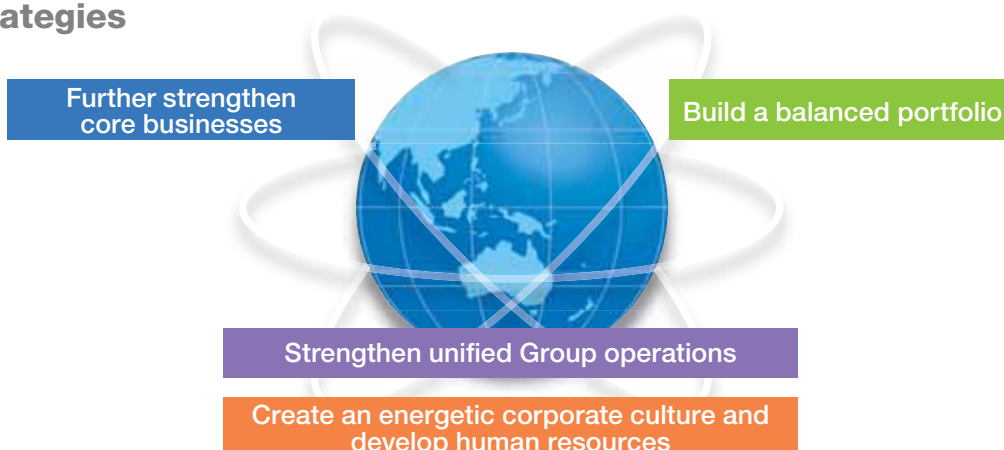 ategies
Further strengthen
core businesses
Build a balanced portfolio
Strengthen unified Group operations
Create an energetic corporate culture and
develop human resources